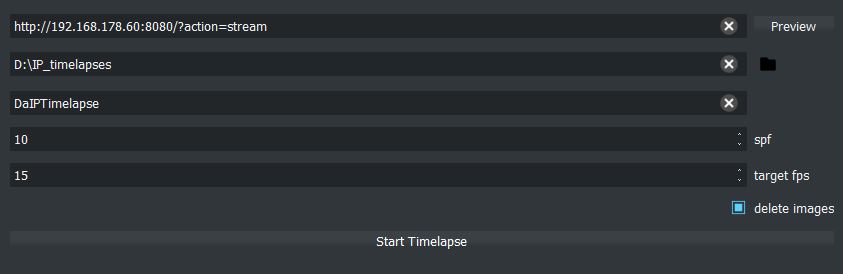 http://192.168.178.60:8080/?action=stream Preview
D:\IP_timelapses
DaIPTimelapse
10 spf
15 target fps
delete images
Start Timelapse